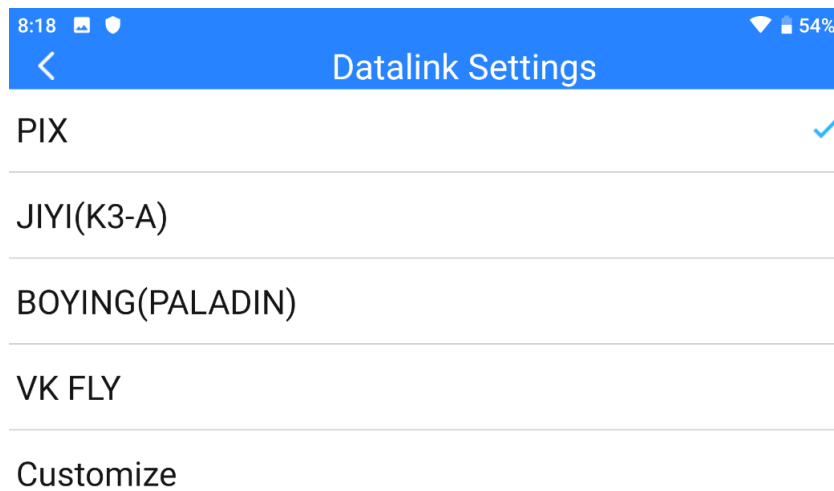 8:18 54%
Datalink Settings
PIX
JIYI(K3-A)
BOYING(PALADIN)
VK FLY
Customize